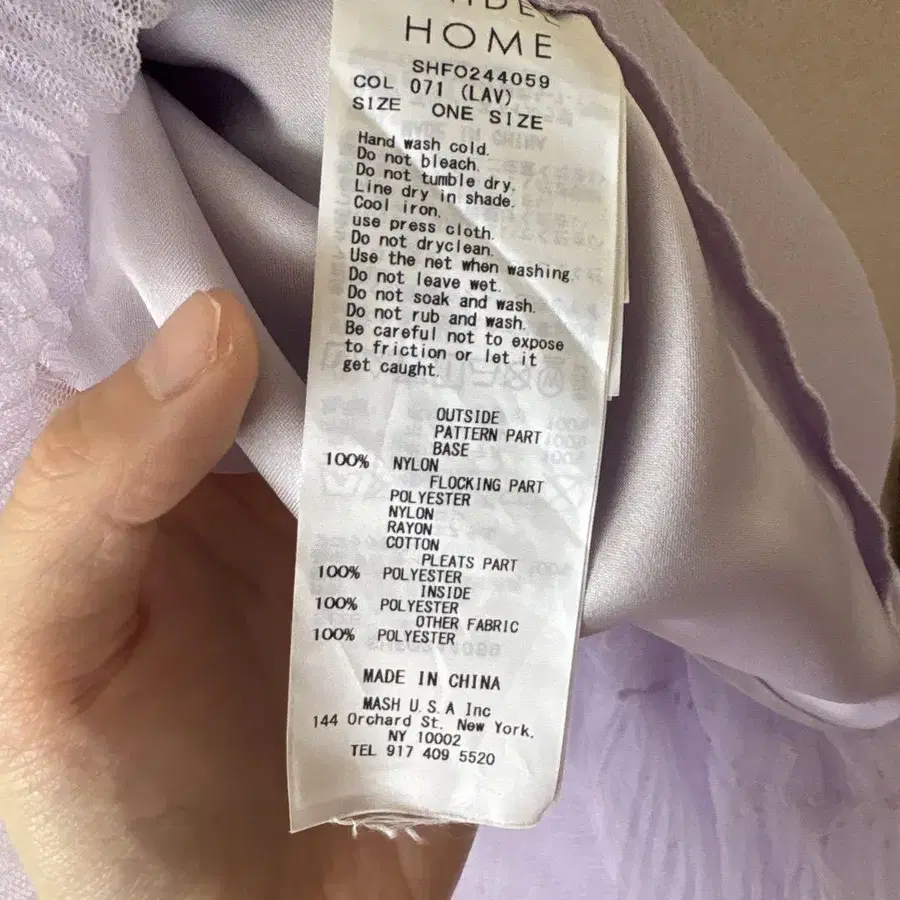 HOME
SHFO244059
COL 071 (LAV)
SIZE ONE SIZE
Hand wash cold.
Do not bleach.
Do not tumble dry.
Line dry in shade.
Cool iron.
use press cloth.
Do not dryclean.
Use the net when washing.
Do not leave wet.
Do not soak and wash.
Do not rub and wash.
Be careful not to expose
to friction or let it
get caught.
OUTSIDE
PATTERN PART
BASE
100% NYLON
FLOCKING PART
POLYESTER
NYLON
RAYON
COTTON
PLEATS PART
100% POLYESTER
INSIDE
100% POLYESTER
OTHER FABRIC
100% POLYESTER
MADE IN CHINA
MASH U.S.A Inc
144 Orchard St. New York,
NY 10002
TEL 917 409 5520